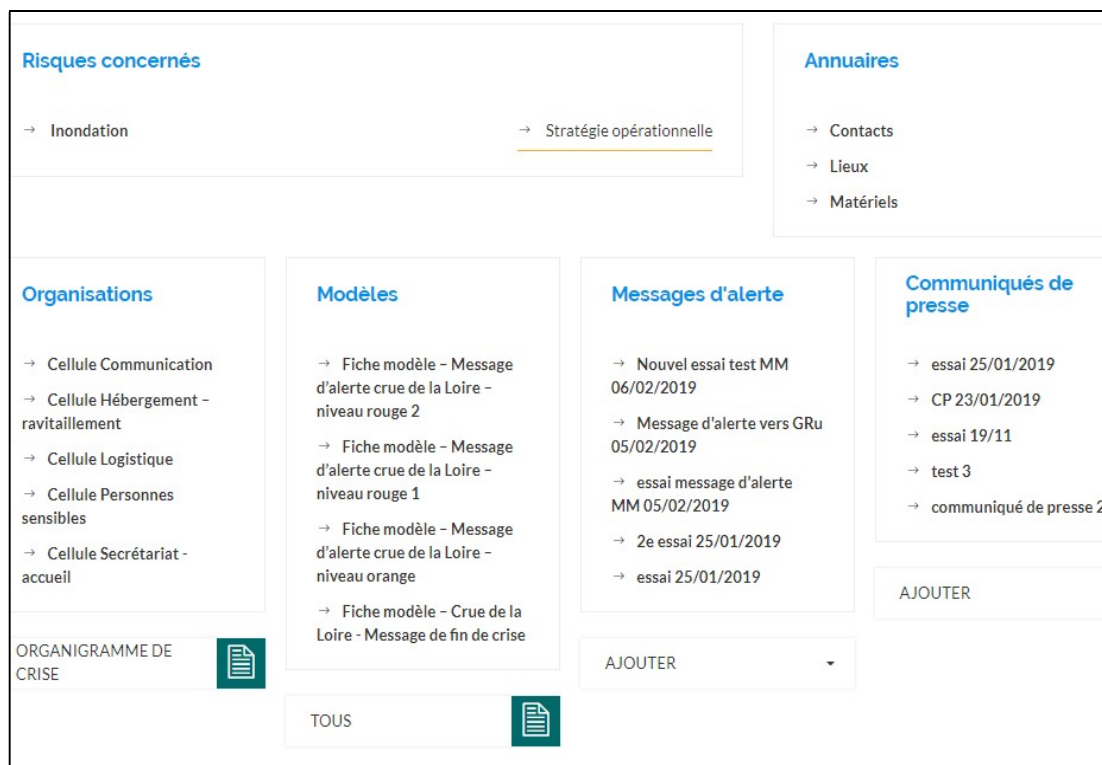 Risques concernés
→ Inondation
→ Stratégie opérationnelle
Annuaires
→ Contacts
→ Lieux
→ Matériels
Organisations
→ Cellule Communication
→ Cellule Hébergement –
ravitaillement
→ Cellule Logistique
→ Cellule Personnes
sensibles
→ Cellule Secrétariat -
accueil
ORGANIGRAMME DE
CRISE
Modèles
→ Fiche modèle – Message
d'alerte crue de la Loire –
niveau rouge 2
→ Fiche modèle – Message
d'alerte crue de la Loire –
niveau rouge 1
→ Fiche modèle – Message
d'alerte crue de la Loire –
niveau orange
→ Fiche modèle – Crue de la
Loire - Message de fin de crise
TOUS
Messages d'alerte
→ Nouvel essai test MM
06/02/2019
→ Message d'alerte vers GRu
05/02/2019
→ essai message d'alerte
MM 05/02/2019
→ 2e essai 25/01/2019
→ essai 25/01/2019
AJOUTER
Communiqués de
presse
→ essai 25/01/2019
→ CP 23/01/2019
→ essai 19/11
→ test 3
→ communiqué de presse 2
AJOUTER